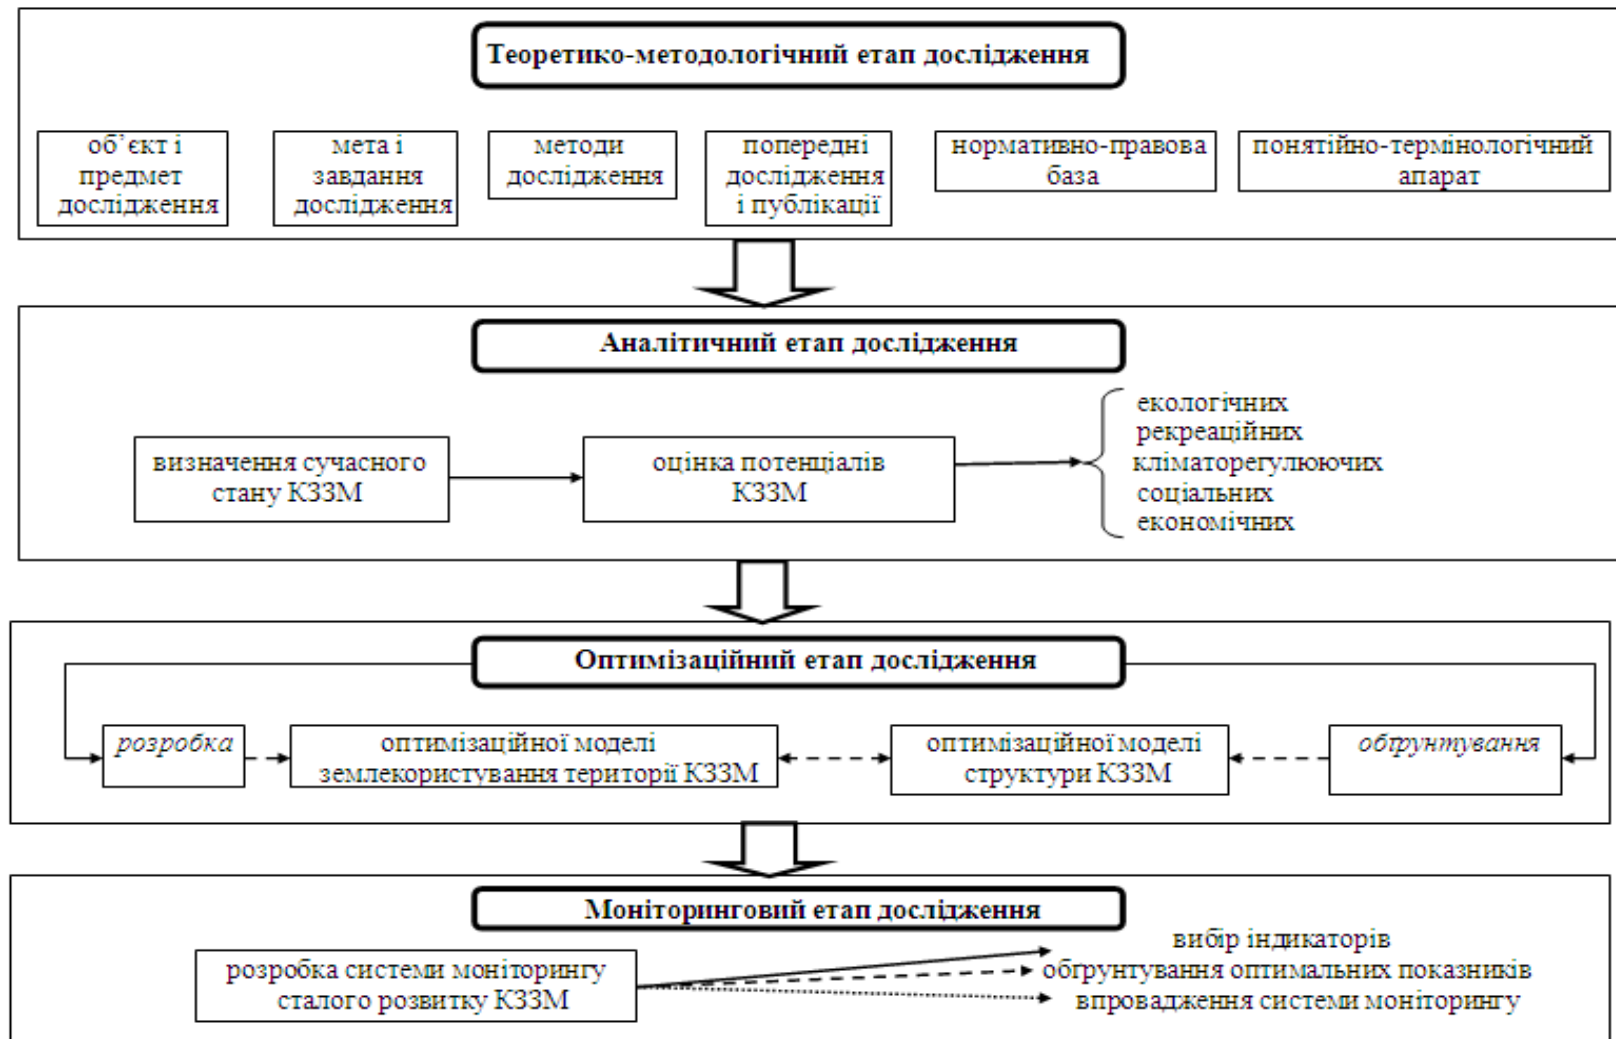 Теоретико-методологічний етап дослідження
об’єкт і
предмет
дослідження
мета і
завдання
дослідження
методи
дослідження
попередні
дослідження
і публікації
нормативно-правова
база
понятійно-термінологічний
апарат
Аналітичний етап дослідження
визначення сучасного
стану КЗЗМ
оцінка потенціалів
КЗЗМ
екологічних
рекреаційних
кліматорегулюючих
соціальних
економічних
Оптимізаційний етап дослідження
розробка
оптимізаційної моделі
землекористування території КЗЗМ
оптимізаційної моделі
структури КЗЗМ
обґрунтування
Моніторинговий етап дослідження
розробка системи моніторингу
сталого розвитку КЗЗМ
вибір індикаторів
обґрунтування оптимальних показників
впровадження системи моніторингу